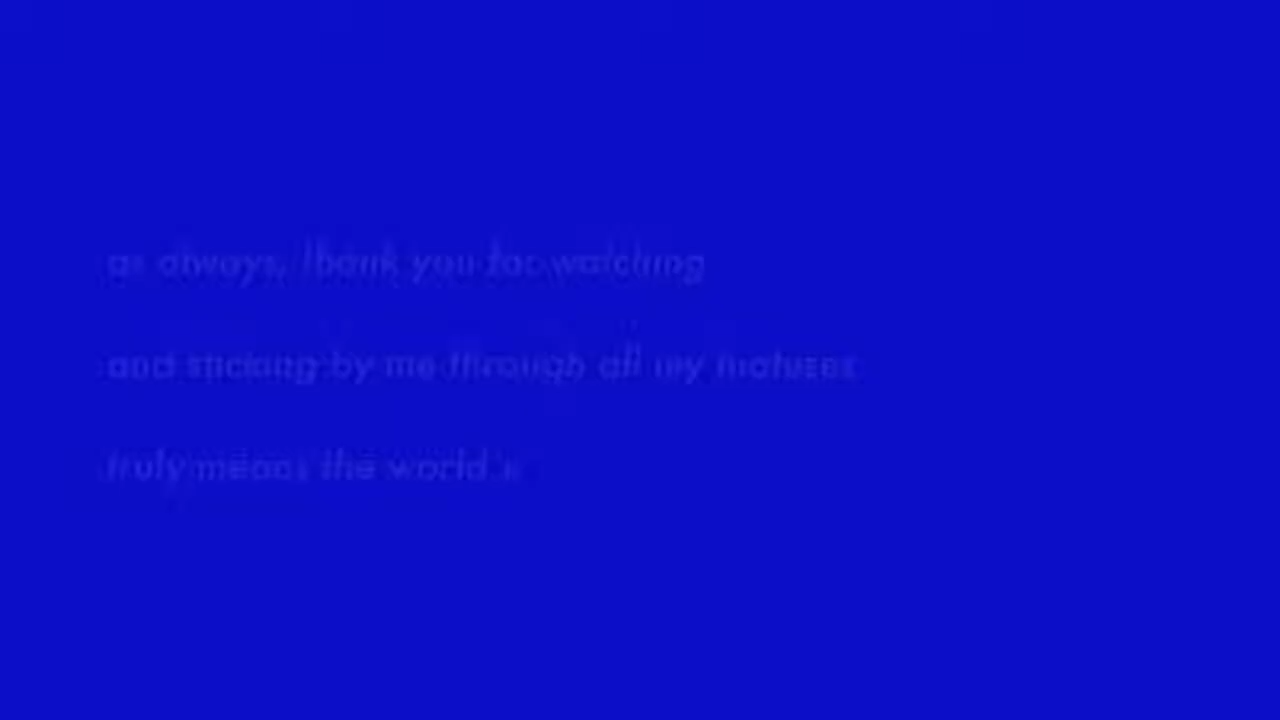 as always, thank you for watching
and sticking by me through all my hiatuses
truly means the world